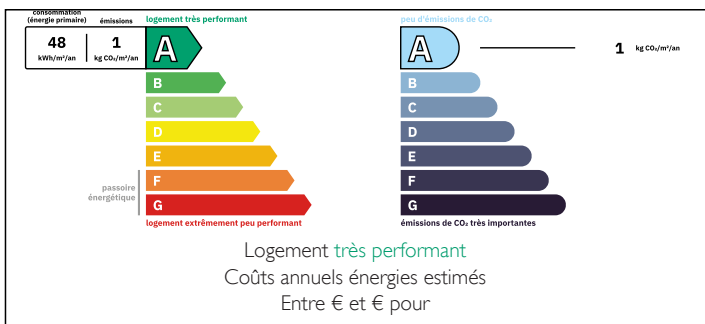 consommation
(énergie primaire)
émissions
logement très performant
48
kWh/m²/an
1
kg CO₂/m²/an
A
B
C
D
E
F
G
passoire
énergétique
logement extrêmement peu performant
peu d'émissions de CO₂
A
1 kg CO₂/m²/an
B
C
D
E
F
G
émissions de CO₂ très importantes
Logement très performant
Coûts annuels énergies estimés
Entre € et € pour